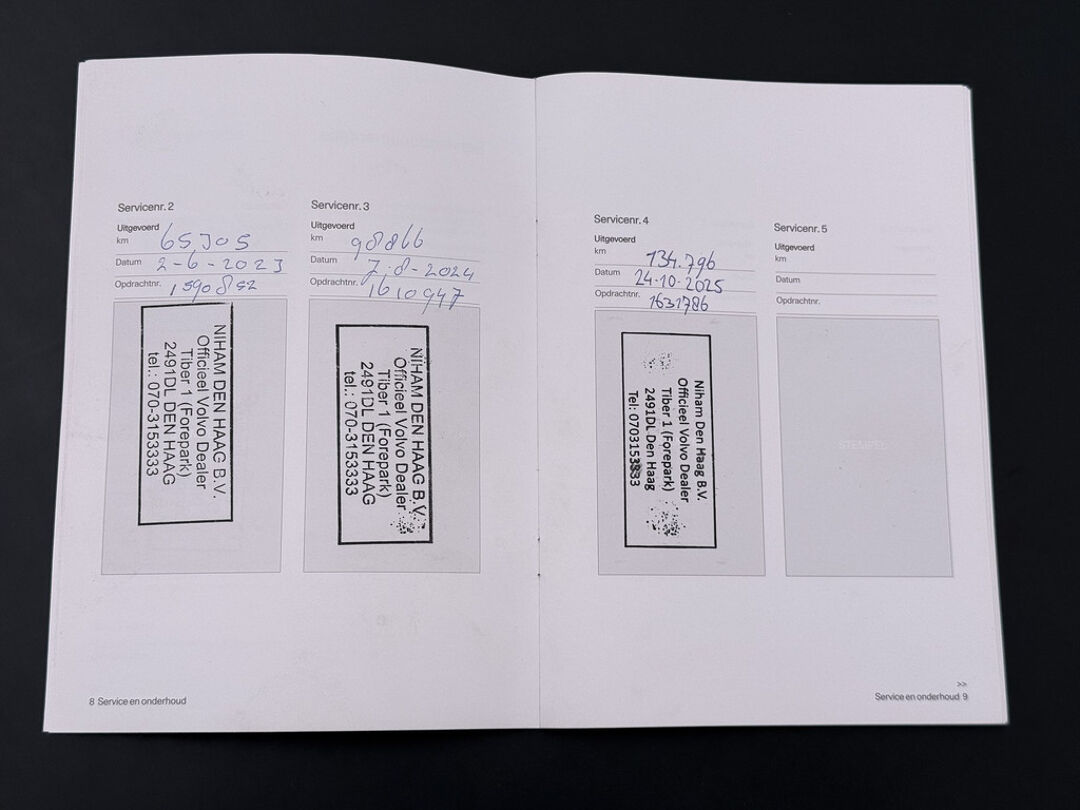 Servicenr. 2
Uitgevoerd
km 65705
Datum 2-6-2023
Opdrachtnr. 1590852
NIHAM DEN HAAG B.V.
Officieel Volvo Dealer
Tiber 1 (Forepark)
2491DL DEN HAAG
tel.: 070-3153333
Servicenr. 3
Uitgevoerd
km 98866
Datum 7-8-2024
Opdrachtnr. 1610947
NIHAM DEN HAAG B.V.
Officieel Volvo Dealer
Tiber 1 (Forepark)
2491DL DEN HAAG
tel.: 070-3153333
8 Service en onderhoud
Servicenr. 4
Uitgevoerd
km 134.796
Datum 24-10-2025
Opdrachtnr. 1631786
Niham Den Haag B.V.
Officieel Volvo Dealer
Tiber 1 (Forepark)
2491DL Den Haag
Tel: 0703153333
Servicenr. 5
Uitgevoerd
km
Datum
Opdrachtnr.
STEMPEL
>>
Service en onderhoud 9